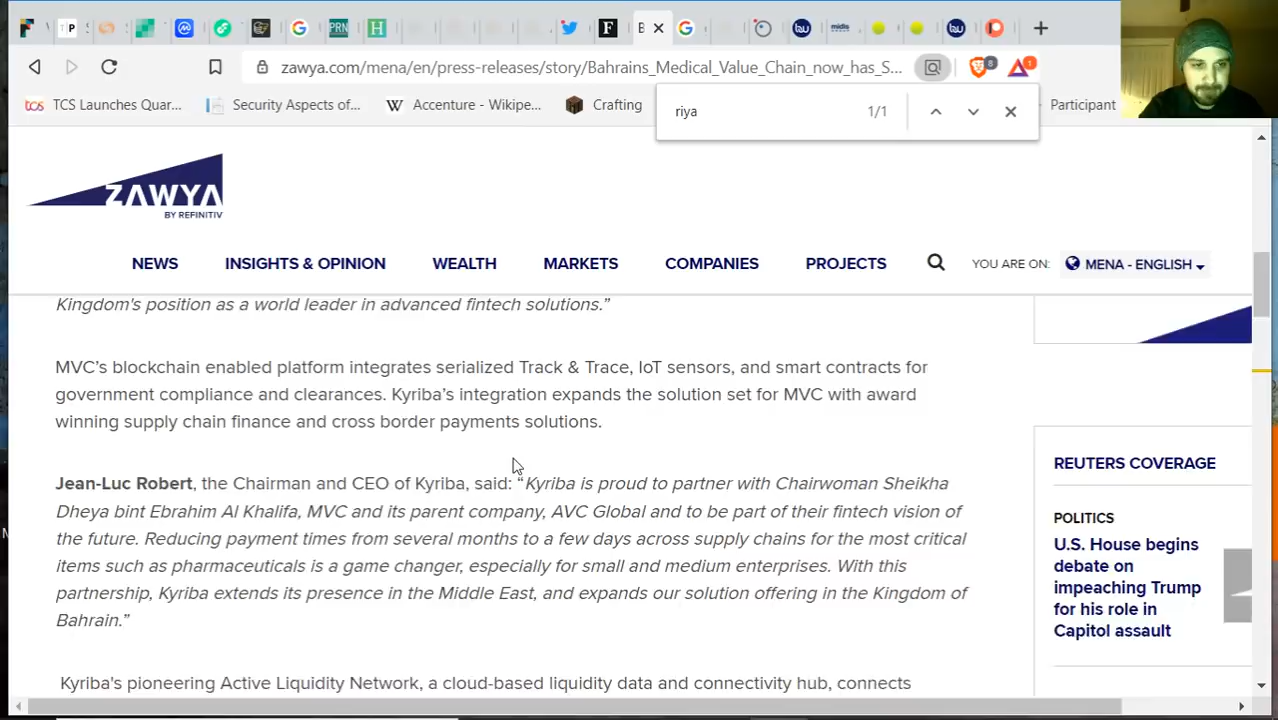 zawya.com/mena/en/press-releases/story/Bahrains_Medical_Value_Chain_now_has_S...
8
1
TCS Launches Quar...
Security Aspects of...
Accenture - Wikipe...
Crafting
Participant
riya
1/1
ZAWYA
BY REFINITIV
NEWS
INSIGHTS & OPINION
WEALTH
MARKETS
COMPANIES
PROJECTS
YOU ARE ON:
MENA - ENGLISH
Kingdom's position as a world leader in advanced fintech solutions.”
MVC’s blockchain enabled platform integrates serialized Track & Trace, IoT sensors, and smart contracts for
government compliance and clearances. Kyriba’s integration expands the solution set for MVC with award
winning supply chain finance and cross border payments solutions.
Jean-Luc Robert, the Chairman and CEO of Kyriba, said: “Kyriba is proud to partner with Chairwoman Sheikha
Dheya bint Ebrahim Al Khalifa, MVC and its parent company, AVC Global and to be part of their fintech vision of
the future. Reducing payment times from several months to a few days across supply chains for the most critical
items such as pharmaceuticals is a game changer, especially for small and medium enterprises. With this
partnership, Kyriba extends its presence in the Middle East, and expands our solution offering in the Kingdom of
Bahrain.”
Kyriba's pioneering Active Liquidity Network, a cloud-based liquidity data and connectivity hub, connects
REUTERS COVERAGE
POLITICS
U.S. House begins
debate on
impeaching Trump
for his role in
Capitol assault